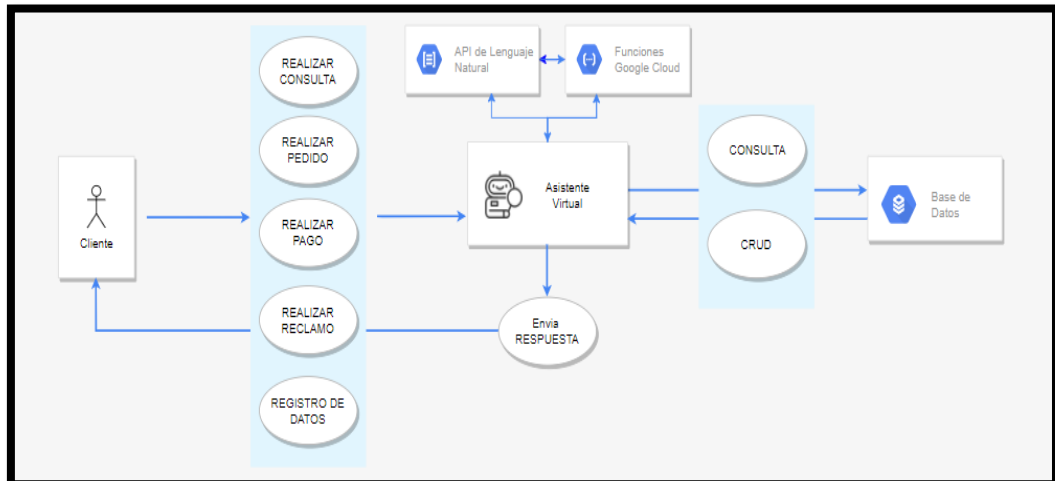 REALIZAR
CONSULTA
REALIZAR
PEDIDO
REALIZAR
PAGO
REALIZAR
RECLAMO
REGISTRO DE
DATOS
Cliente
API de Lenguaje
Natural
Funciones
Google Cloud
Asistente
Virtual
Envia
RESPUESTA
CONSULTA
CRUD
Base de
Datos